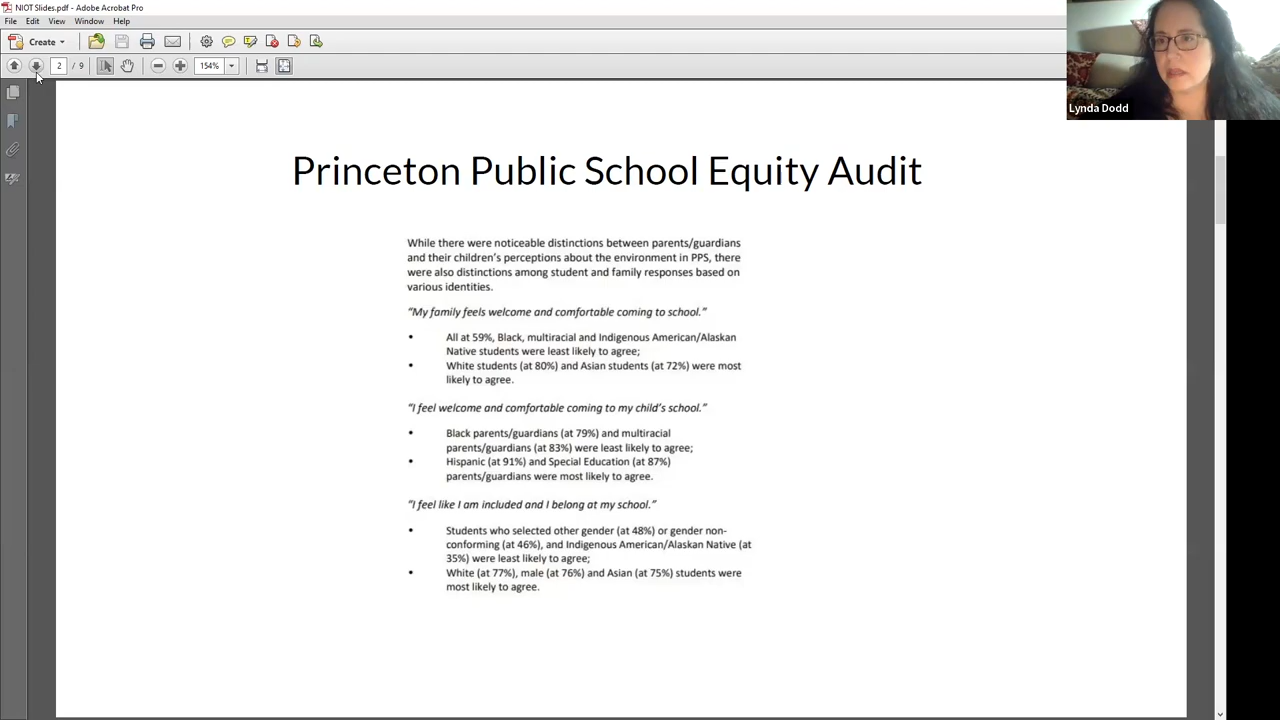 NIOT Slides.pdf - Adobe Acrobat Pro
File Edit View Window Help
Create
2 / 9 154%
Lynda Dodd
Princeton Public School Equity Audit
While there were noticeable distinctions between parents/guardians
and their children's perceptions about the environment in PPS, there
were also distinctions among student and family responses based on
various identities.
“My family feels welcome and comfortable coming to school.”
• All at 59%, Black, multiracial and Indigenous American/Alaskan
Native students were least likely to agree;
• White students (at 80%) and Asian students (at 72%) were most
likely to agree.
“I feel welcome and comfortable coming to my child’s school.”
• Black parents/guardians (at 79%) and multiracial
parents/guardians (at 83%) were least likely to agree;
• Hispanic (at 91%) and Special Education (at 87%)
parents/guardians were most likely to agree.
“I feel like I am included and I belong at my school.”
• Students who selected other gender (at 48%) or gender non-
conforming (at 46%), and Indigenous American/Alaskan Native (at
35%) were least likely to agree;
• White (at 77%), male (at 76%) and Asian (at 75%) students were
most likely to agree.